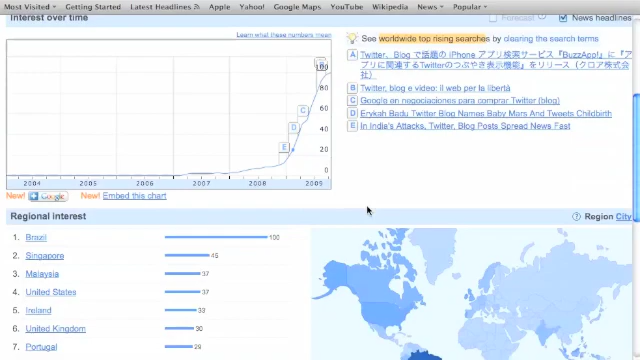 Most Visited Getting Started Latest Headlines Apple Yahoo! Google Maps YouTube Wikipedia News Popular
Interest over time
Forecast News headlines
Learn what these numbers mean
See worldwide top rising searches by clearing the search terms
100
80
60
40
20
0
A
B
C
D
E
2004 2005 2006 2007 2008 2009
A Twitter、Blog で話題の iPhone アプリ検索サービス『BuzzApp!』に『ア
プリに関連するTwitterのつぶやき表示機能』をリリース (クロア株式会
社)
B Twitter, blog e video: il web per la libertà
C Google en negociaciones para comprar Twitter (blog)
D Erykah Badu Twitter Blog Names Baby Mars And Tweets Childbirth
E In India's Attacks, Twitter, Blog Posts Spread News Fast
New! Google New! Embed this chart
Regional interest
Region City
1. Brazil 100
2. Singapore 45
3. Malaysia 37
4. United States 37
5. Ireland 33
6. United Kingdom 30
7. Portugal 29